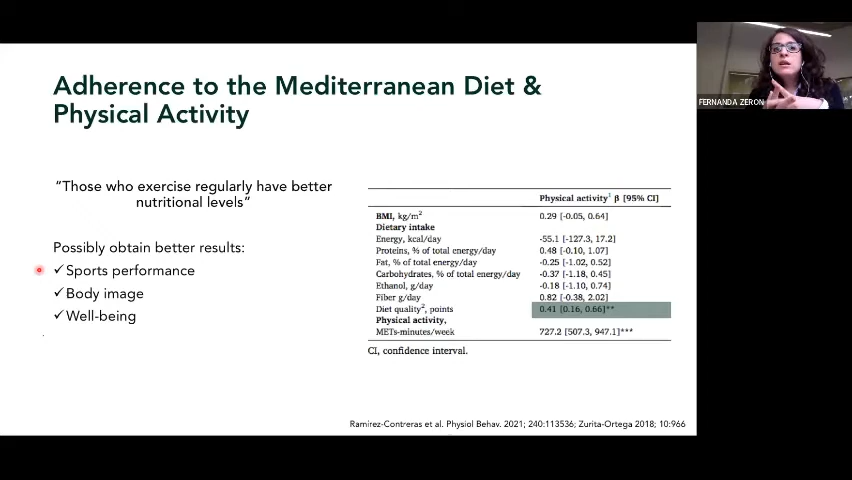 Adherence to the Mediterranean Diet &
Physical Activity
FERNANDA ZERON
“Those who exercise regularly have better
nutritional levels”
Possibly obtain better results:
✓Sports performance
✓Body image
✓Well-being
Physical activity¹ β [95% CI]
BMI, kg/m² 0.29 [-0.05, 0.64]
Dietary intake
Energy, kcal/day -55.1 [-127.3, 17.2]
Proteins, % of total energy/day 0.48 [-0.10, 1.07]
Fat, % of total energy/day -0.25 [-1.02, 0.52]
Carbohydrates, % of total energy/day -0.37 [-1.18, 0.45]
Ethanol, g/day -0.18 [-1.10, 0.74]
Fiber g/day 0.82 [-0.38, 2.02]
Diet quality², points 0.41 [0.16, 0.66]**
Physical activity,
METs-minutes/week 727.2 [507.3, 947.1]***
CI, confidence interval.
Ramírez-Contreras et al. Physiol Behav. 2021; 240:113536; Zurita-Ortega 2018; 10:966